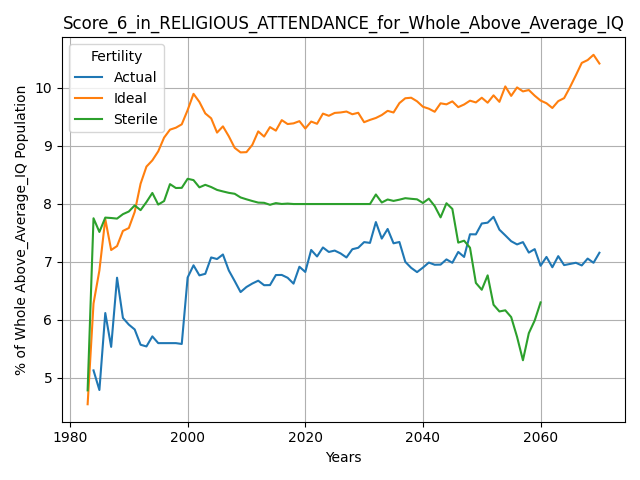 Score_6_in_RELIGIOUS_ATTENDANCE_for_Whole_Above_Average_IQ
% of Whole Above_Average_IQ Population
Fertility
Actual
Ideal
Sterile
10
9
8
7
6
5
1980
2000
2020
2040
2060
Years